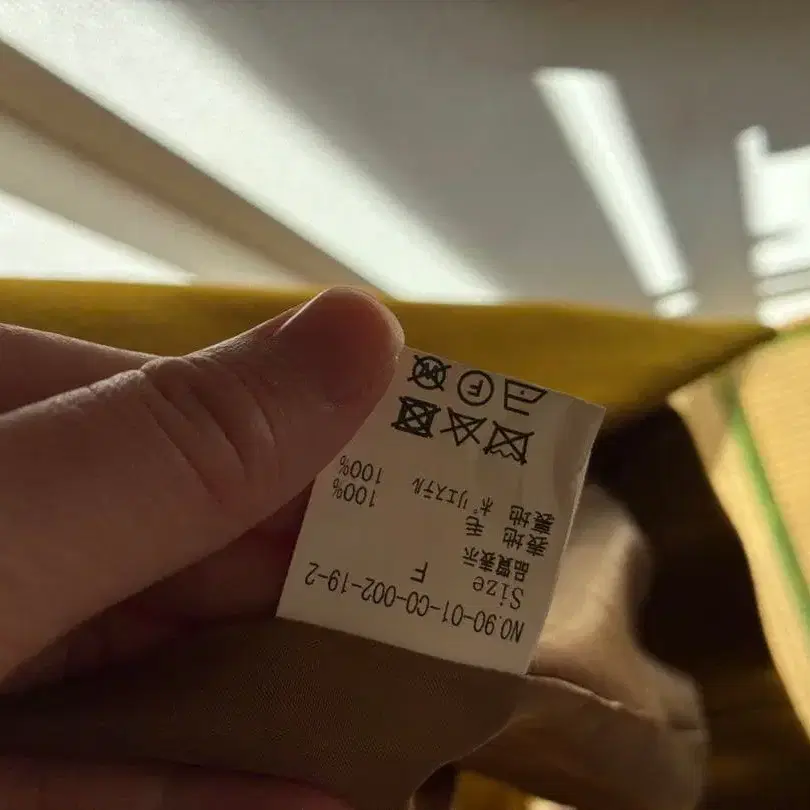 NO.90-01-CO-002-19-2
Size F
品質表示
表地 毛 100%
裏地 ポリエステル 100%
F
W